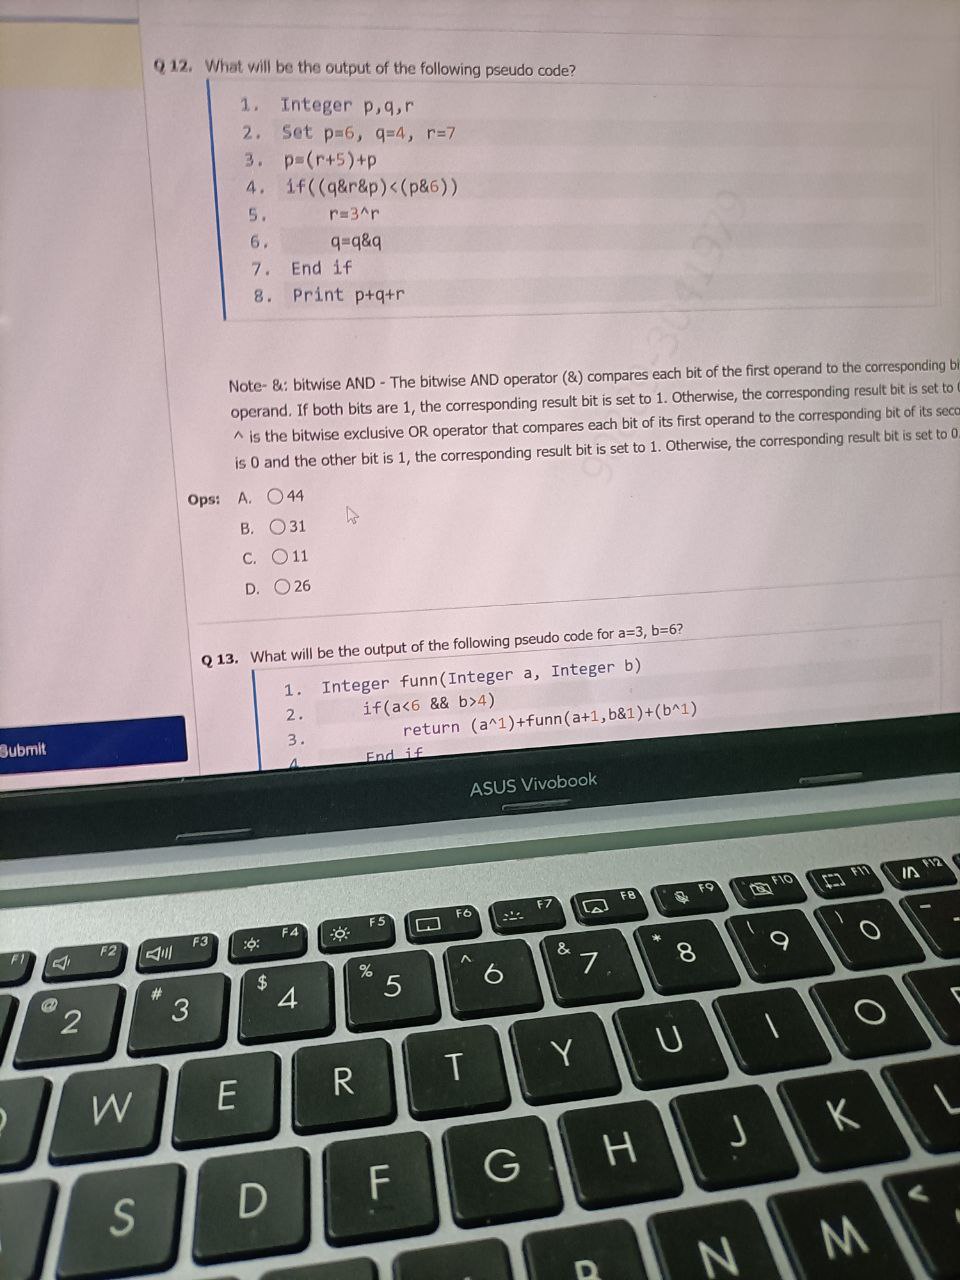 Q 12. What will be the output of the following pseudo code?
1. Integer p,q,r
2. Set p=6, q=4, r=7
3. p=(r+5)+p
4. if((q&r&p)<(p&6))
5. r=3^r
6. q=q&q
7. End if
8. Print p+q+r
Note- &: bitwise AND - The bitwise AND operator (&) compares each bit of the first operand to the corresponding
operand. If both bits are 1, the corresponding result bit is set to 1. Otherwise, the corresponding result bit is set to
^ is the bitwise exclusive OR operator that compares each bit of its first operand to the corresponding bit of its
is 0 and the other bit is 1, the corresponding result bit is set to 1. Otherwise, the corresponding result bit is set to 0.
Ops: A. 44
B. 31
C. 11
D. 26
Q 13. What will be the output of the following pseudo code for a=3, b=6?
1. Integer funn(Integer a, Integer b)
2. if(a<6 && b>4)
3. return (a^1)+funn(a+1,b&1)+(b^1)
4. End if
Submit
ASUS Vivobook
F1 F2 F3 F4 F5 F6 F7 F8 F9 F10 F11 F12
@ 2 # 3 $ 4 % 5 ^ 6 & 7 * 8 ( 9 ) 0
W E R T Y U I O
S D F G H J K L
B N M <